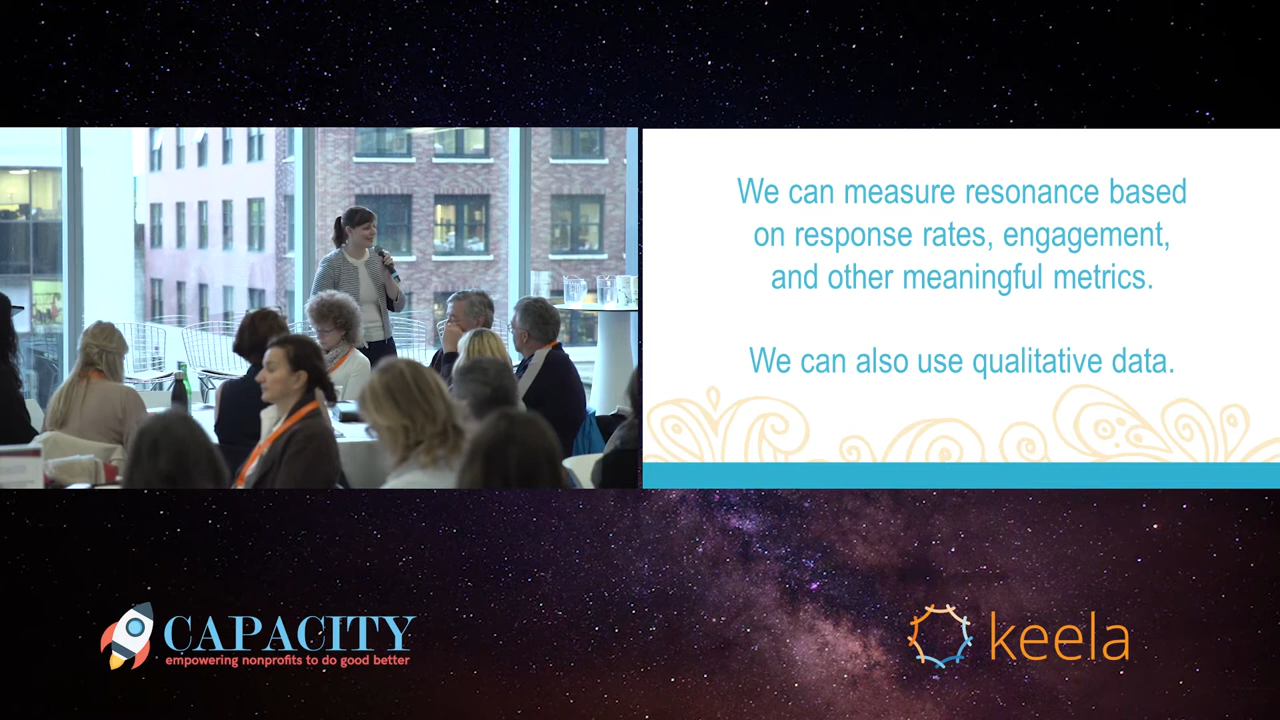 We can measure resonance based
on response rates, engagement,
and other meaningful metrics.
We can also use qualitative data.
CAPACITY
empowering nonprofits to do good better
keela